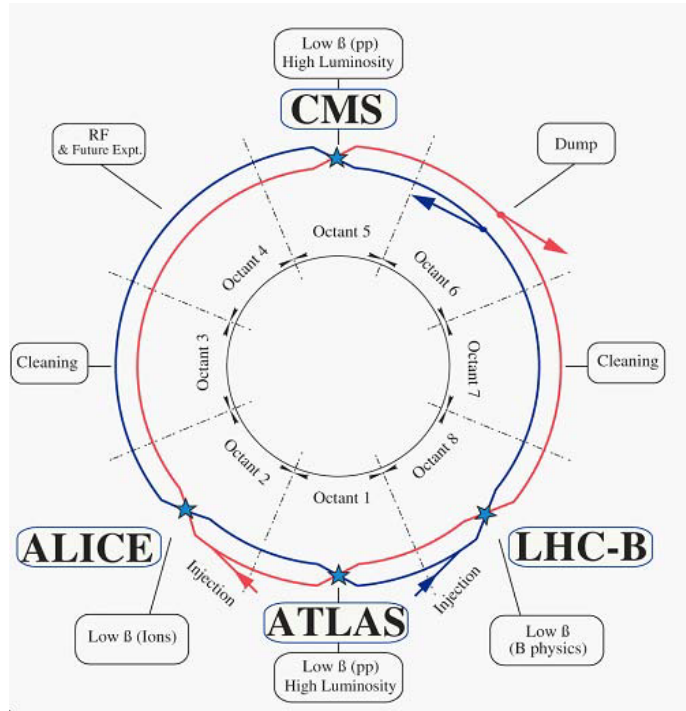 Low ß (pp)
High Luminosity
CMS
RF
& Future Expt.
Dump
Octant 5
Octant 4
Octant 6
Cleaning
Octant 3
Octant 7
Cleaning
Octant 2
Octant 8
Octant 1
ALICE
LHC-B
Injection
Injection
ATLAS
Low ß (Ions)
Low ß
(B physics)
Low ß (pp)
High Luminosity